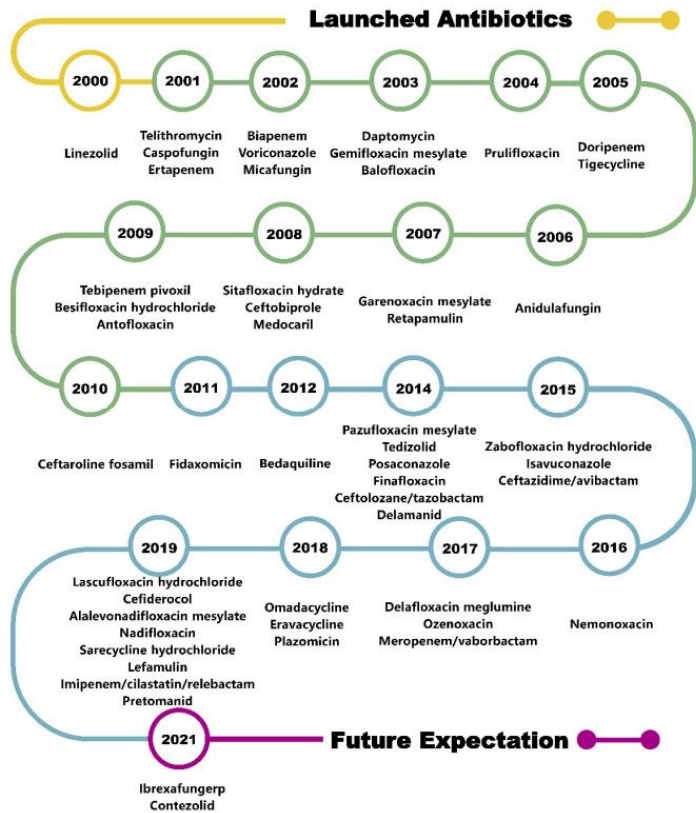 Launched Antibiotics
2000
Linezolid
2001
Telithromycin
Caspofungin
Ertapenem
2002
Biapenem
Voriconazole
Micafungin
2003
Daptomycin
Gemifloxacin mesylate
Balofloxacin
2004
Prulifloxacin
2005
Doripenem
Tigecycline
2006
Anidulafungin
2007
Garenoxacin mesylate
Retapamulin
2008
Sitafloxacin hydrate
Ceftobiprole
Medocaril
2009
Tebipenem pivoxil
Besifloxacin hydrochloride
Antofloxacin
2010
Ceftaroline fosamil
2011
Fidaxomicin
2012
Bedaquiline
2014
Pazufloxacin mesylate
Tedizolid
Posaconazole
Finafloxacin
Ceftolozane/tazobactam
Delamanid
2015
Zabofloxacin hydrochloride
Isavuconazole
Ceftazidime/avibactam
2016
Nemonoxacin
2017
Delafloxacin meglumine
Ozenoxacin
Meropenem/vaborbactam
2018
Omadacycline
Eravacycline
Plazomicin
2019
Lascufloxacin hydrochloride
Cefiderocol
Alalevonadifloxacin mesylate
Nadifloxacin
Sarecycline hydrochloride
Lefamulin
Imipenem/cilastatin/relebactam
Pretomanid
2021
Ibrexafungerp
Contezolid
Future Expectation